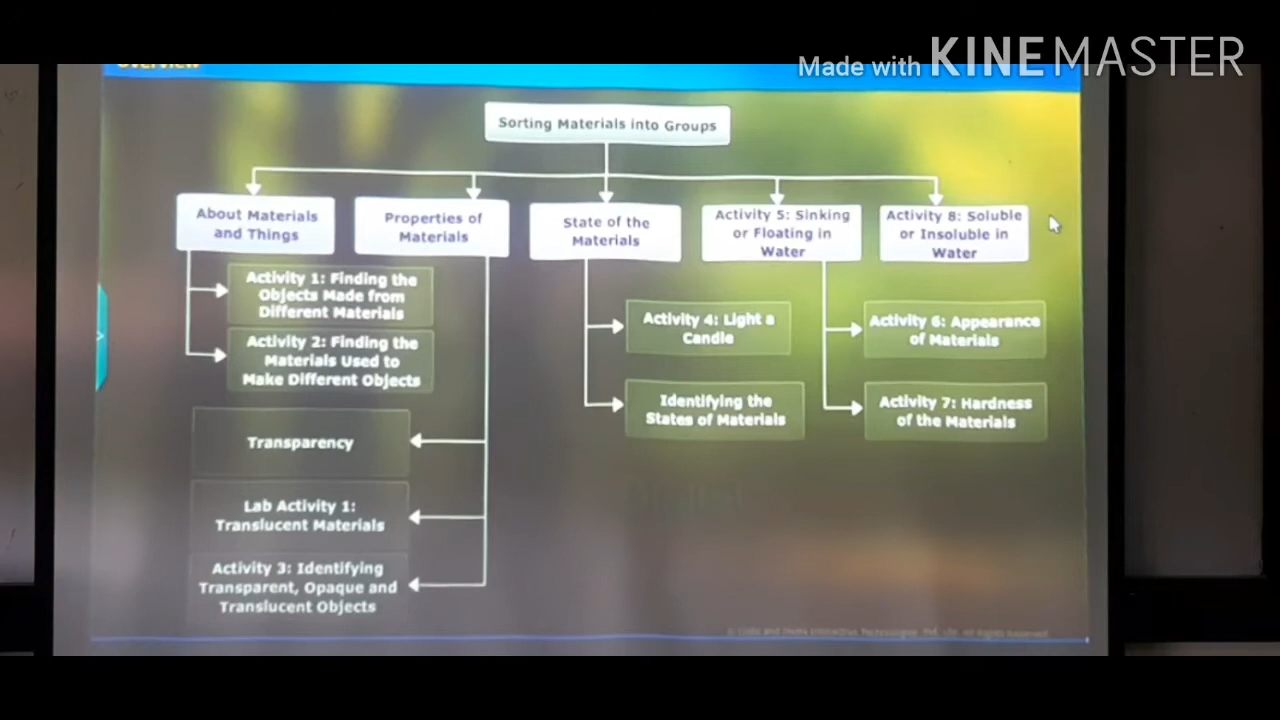 Made with KINEMASTER
Overview
Sorting Materials into Groups
About Materials
and Things
Properties of
Materials
State of the
Materials
Activity 5: Sinking
or Floating in
Water
Activity 8: Soluble
or Insoluble in
Water
Activity 1: Finding the
Objects Made from
Different Materials
Activity 2: Finding the
Materials Used to
Make Different Objects
Transparency
Lab Activity 1:
Translucent Materials
Activity 3: Identifying
Transparent, Opaque and
Translucent Objects
Activity 4: Light a
Candle
Identifying the
States of Materials
Activity 6: Appearance
of Materials
Activity 7: Hardness
of the Materials